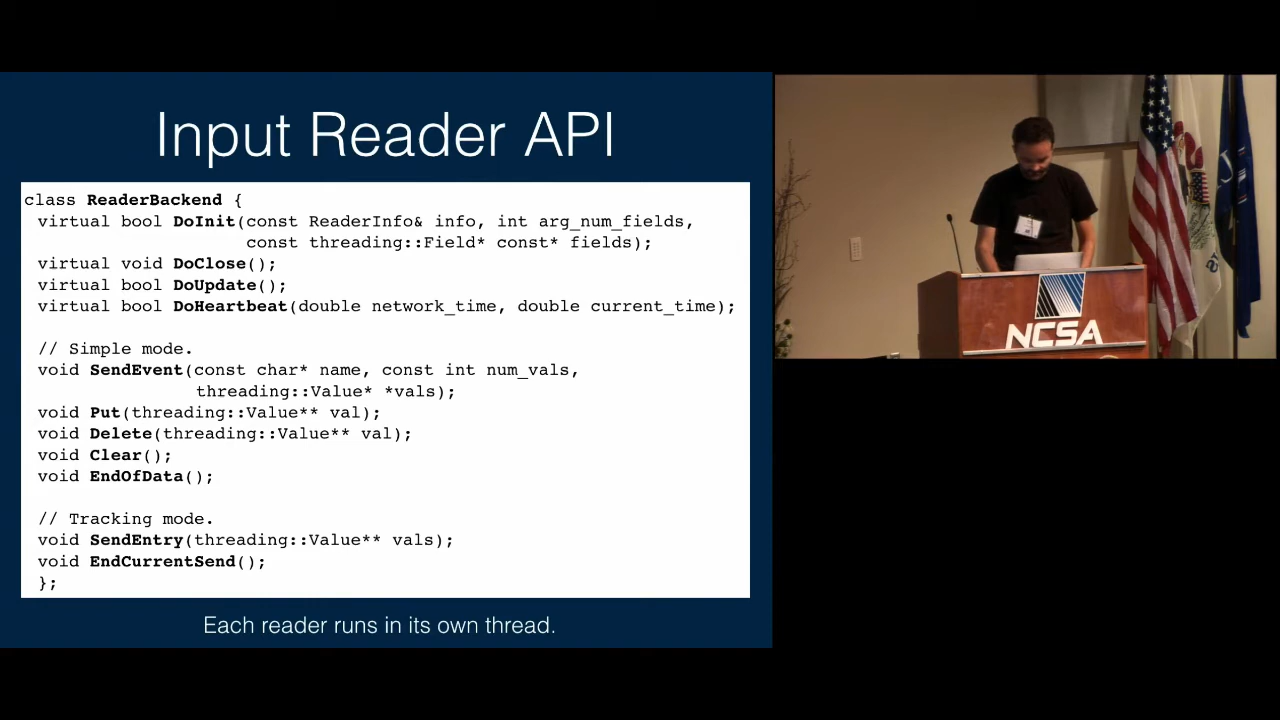 Input Reader API
class ReaderBackend {
virtual bool DoInit(const ReaderInfo& info, int arg_num_fields,
const threading::Field* const* fields);
virtual void DoClose();
virtual bool DoUpdate();
virtual bool DoHeartbeat(double network_time, double current_time);
// Simple mode.
void SendEvent(const char* name, const int num_vals,
threading::Value* *vals);
void Put(threading::Value** val);
void Delete(threading::Value** val);
void Clear();
void EndOfData();
// Tracking mode.
void SendEntry(threading::Value** vals);
void EndCurrentSend();
};
Each reader runs in its own thread.
NCSA